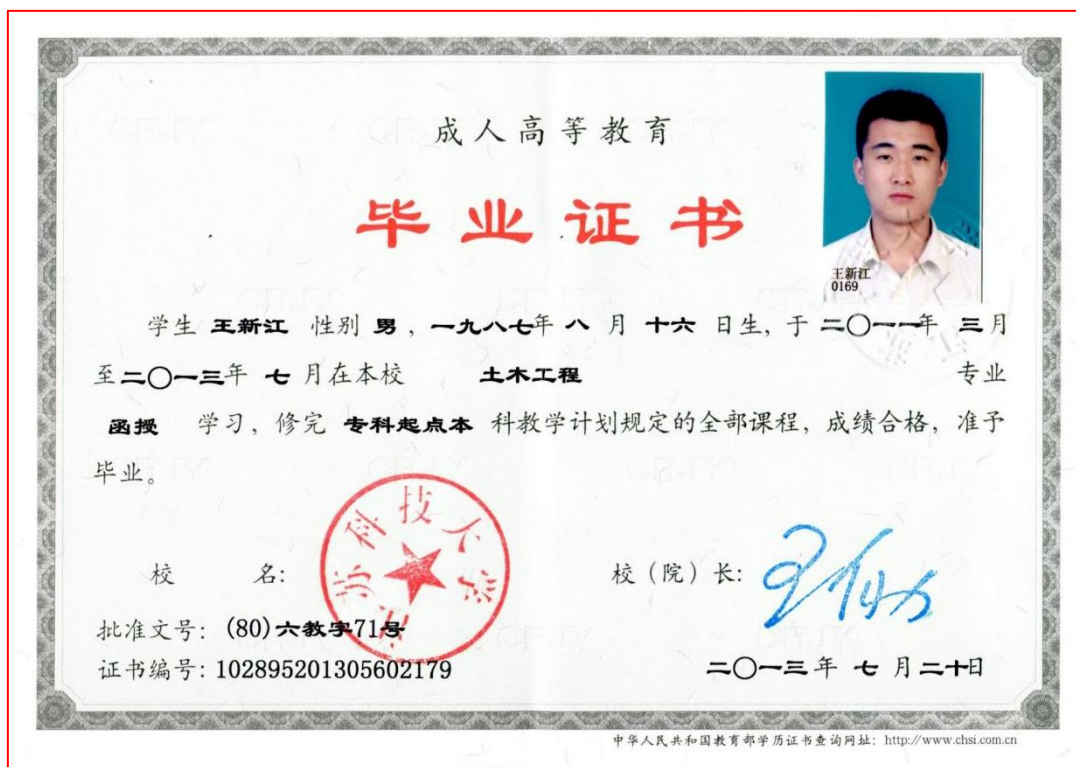 成人高等教育
毕业证书
王新江
0169
学生 王新江 性别 男，一九八七年 八 月 十六 日生，于 二〇一一年 三月
至二〇一三年 七 月在本校 土木工程 专业
函授 学习，修完 专科起点本 科教学计划规定的全部课程，成绩合格，准予
毕业。
江苏科技大学
校 名：
校（院）长：
批准文号：(80)六教字71号
证书编号：102895201305602179
二〇一三年 七 月二十日
中华人民共和国教育部学历证书查询网址：http://www.chsi.com.cn